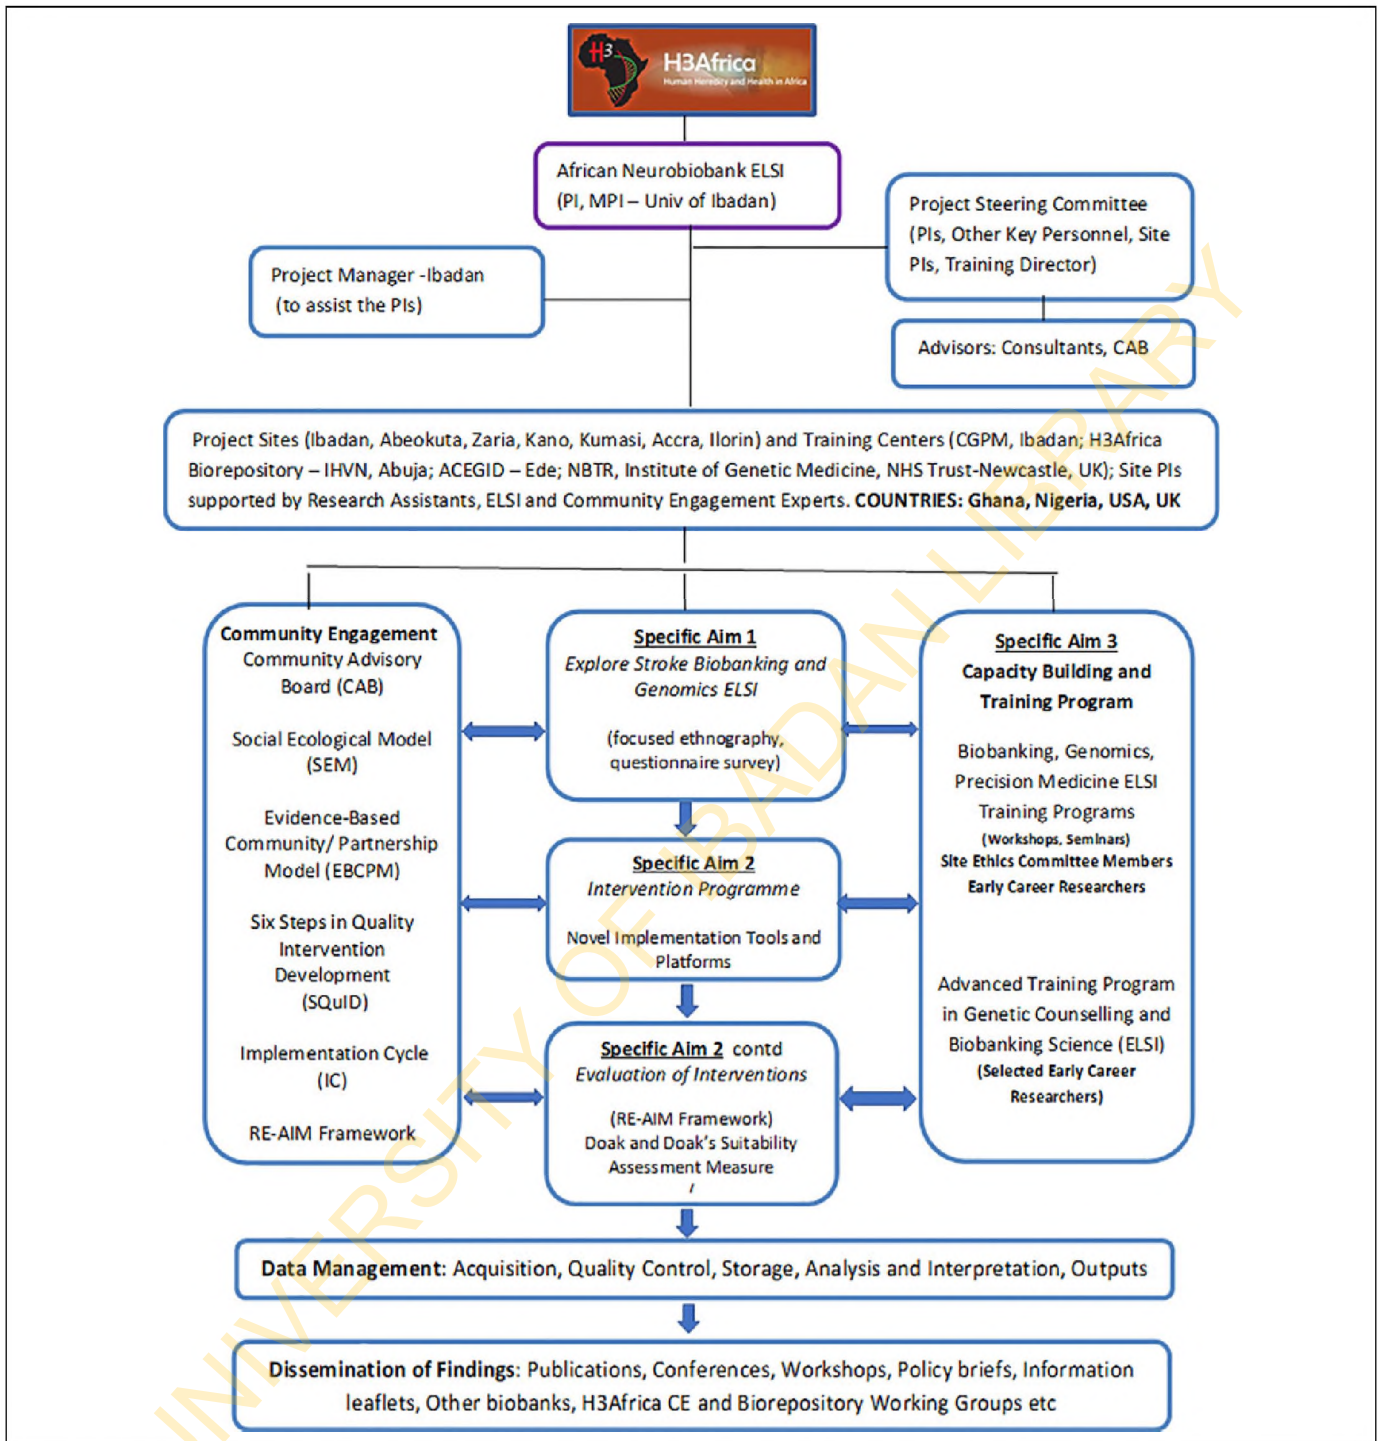 H3
H3Africa
Human Heredity and Health in Africa
African Neurobiobank ELSI
(PI, MPI – Univ of Ibadan)
Project Steering Committee
(PIs, Other Key Personnel, Site
PIs, Training Director)
Project Manager -Ibadan
(to assist the PIs)
Advisors: Consultants, CAB
Project Sites (Ibadan, Abeokuta, Zaria, Kano, Kumasi, Accra, Ilorin) and Training Centers (CGPM, Ibadan; H3Africa
Biorepository – IHVN, Abuja; ACEGID – Ede; NBTR, Institute of Genetic Medicine, NHS Trust-Newcastle, UK); Site PIs
supported by Research Assistants, ELSI and Community Engagement Experts. COUNTRIES: Ghana, Nigeria, USA, UK
Community Engagement
Community Advisory
Board (CAB)
Social Ecological Model
(SEM)
Evidence-Based
Community/ Partnership
Model (EBCPM)
Six Steps in Quality
Intervention
Development
(SQuID)
Implementation Cycle
(IC)
RE-AIM Framework
Specific Aim 1
Explore Stroke Biobanking and
Genomics ELSI
(focused ethnography,
questionnaire survey)
Specific Aim 2
Intervention Programme
Novel Implementation Tools and
Platforms
Specific Aim 2 contd
Evaluation of Interventions
(RE-AIM Framework)
Doak and Doak's Suitability
Assessment Measure
/
Specific Aim 3
Capacity Building and
Training Program
Biobanking, Genomics,
Precision Medicine ELSI
Training Programs
(Workshops, Seminars)
Site Ethics Committee Members
Early Career Researchers
Advanced Training Program
in Genetic Counselling and
Biobanking Science (ELSI)
(Selected Early Career
Researchers)
Data Management: Acquisition, Quality Control, Storage, Analysis and Interpretation, Outputs
Dissemination of Findings: Publications, Conferences, Workshops, Policy briefs, Information
leaflets, Other biobanks, H3Africa CE and Biorepository Working Groups etc
UNIVERSITY OF IBADAN LIBRARY